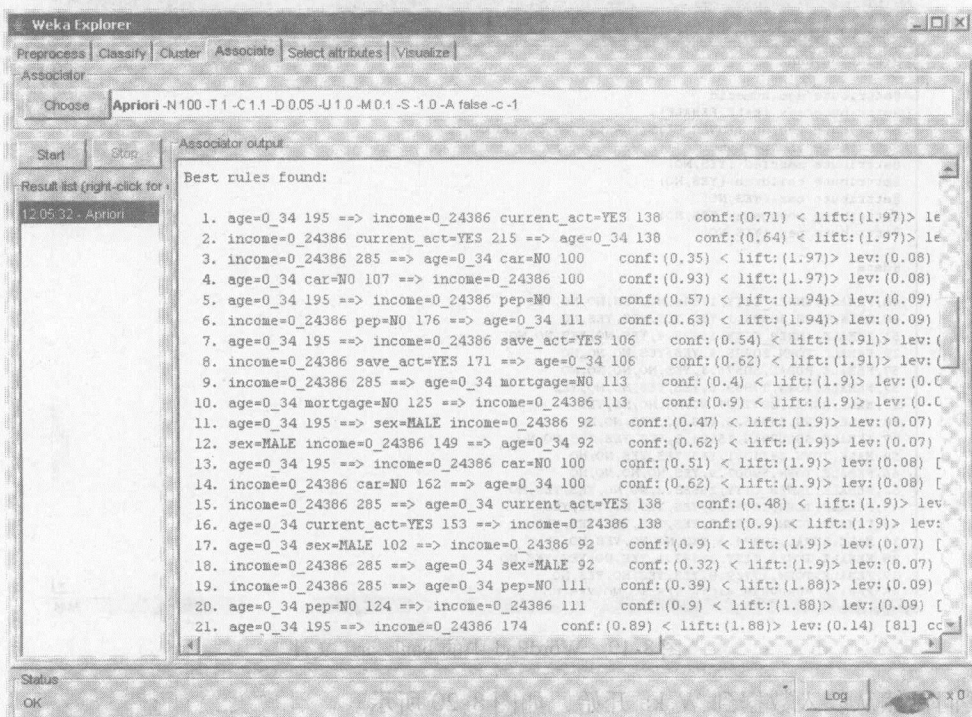 Weka Explorer
Preprocess Classify Cluster Associate Select attributes Visualize
Associator
Choose Apriori -N 100 -T 1 -C 1.1 -D 0.05 -U 1.0 -M 0.1 -S -1.0 -A false -c -1
Start Stop
Associator output
Result list (right-click for
12:05:32 - Apriori
Best rules found:
1. age=0_34 195 ==> income=0_24386 current_act=YES 138 conf:(0.71) < lift:(1.97)> le
2. income=0_24386 current_act=YES 215 ==> age=0_34 138 conf:(0.64) < lift:(1.97)> le
3. income=0_24386 285 ==> age=0_34 car=NO 100 conf:(0.35) < lift:(1.97)> lev:(0.08)
4. age=0_34 car=NO 107 ==> income=0_24386 100 conf:(0.93) < lift:(1.97)> lev:(0.08)
5. age=0_34 195 ==> income=0_24386 pep=NO 111 conf:(0.57) < lift:(1.94)> lev:(0.09)
6. income=0_24386 pep=NO 176 ==> age=0_34 111 conf:(0.63) < lift:(1.94)> lev:(0.09)
7. age=0_34 195 ==> income=0_24386 save_act=YES 106 conf:(0.54) < lift:(1.91)> lev:(
8. income=0_24386 save_act=YES 171 ==> age=0_34 106 conf:(0.62) < lift:(1.91)> lev:(
9. income=0_24386 285 ==> age=0_34 mortgage=NO 113 conf:(0.4) < lift:(1.9)> lev:(0.0
10. age=0_34 mortgage=NO 125 ==> income=0_24386 113 conf:(0.9) < lift:(1.9)> lev:(0.0
11. age=0_34 195 ==> sex=MALE income=0_24386 92 conf:(0.47) < lift:(1.9)> lev:(0.07)
12. sex=MALE income=0_24386 149 ==> age=0_34 92 conf:(0.62) < lift:(1.9)> lev:(0.07)
13. age=0_34 195 ==> income=0_24386 car=NO 100 conf:(0.51) < lift:(1.9)> lev:(0.08) [
14. income=0_24386 car=NO 162 ==> age=0_34 100 conf:(0.62) < lift:(1.9)> lev:(0.08) [
15. income=0_24386 285 ==> age=0_34 current_act=YES 138 conf:(0.48) < lift:(1.9)> lev
16. age=0_34 current_act=YES 153 ==> income=0_24386 138 conf:(0.9) < lift:(1.9)> lev:
17. age=0_34 sex=MALE 102 ==> income=0_24386 92 conf:(0.9) < lift:(1.9)> lev:(0.07) [
18. income=0_24386 285 ==> age=0_34 sex=MALE 92 conf:(0.32) < lift:(1.9)> lev:(0.07)
19. income=0_24386 285 ==> age=0_34 pep=NO 111 conf:(0.39) < lift:(1.88)> lev:(0.09)
20. age=0_34 pep=NO 124 ==> income=0_24386 111 conf:(0.9) < lift:(1.88)> lev:(0.09) [
21. age=0_34 195 ==> income=0_24386 174 conf:(0.89) < lift:(1.88)> lev:(0.14) [81] co
Status
OK
Log
x 0